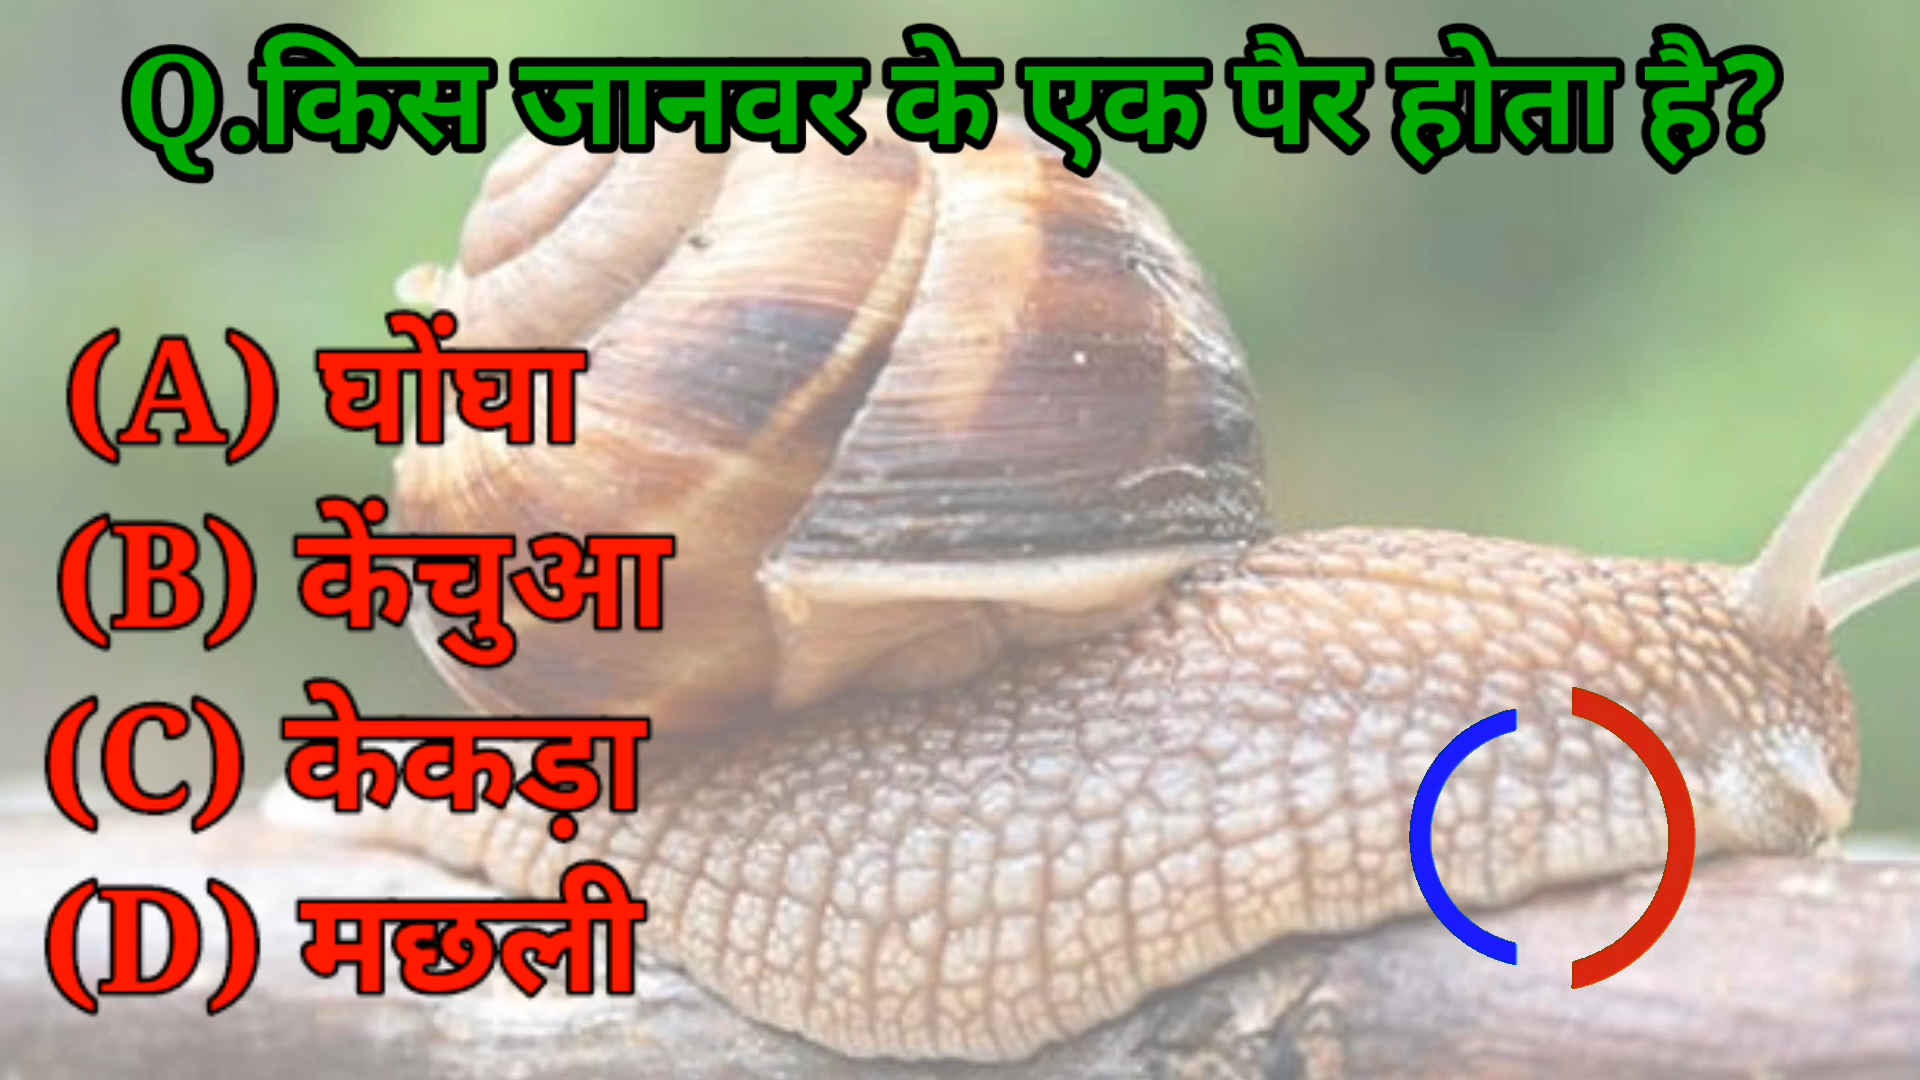 Q.किस जानवर के एक पैर होता है?
(A) घोंघा
(B) केंचुआ
(C) केकड़ा
(D) मछली